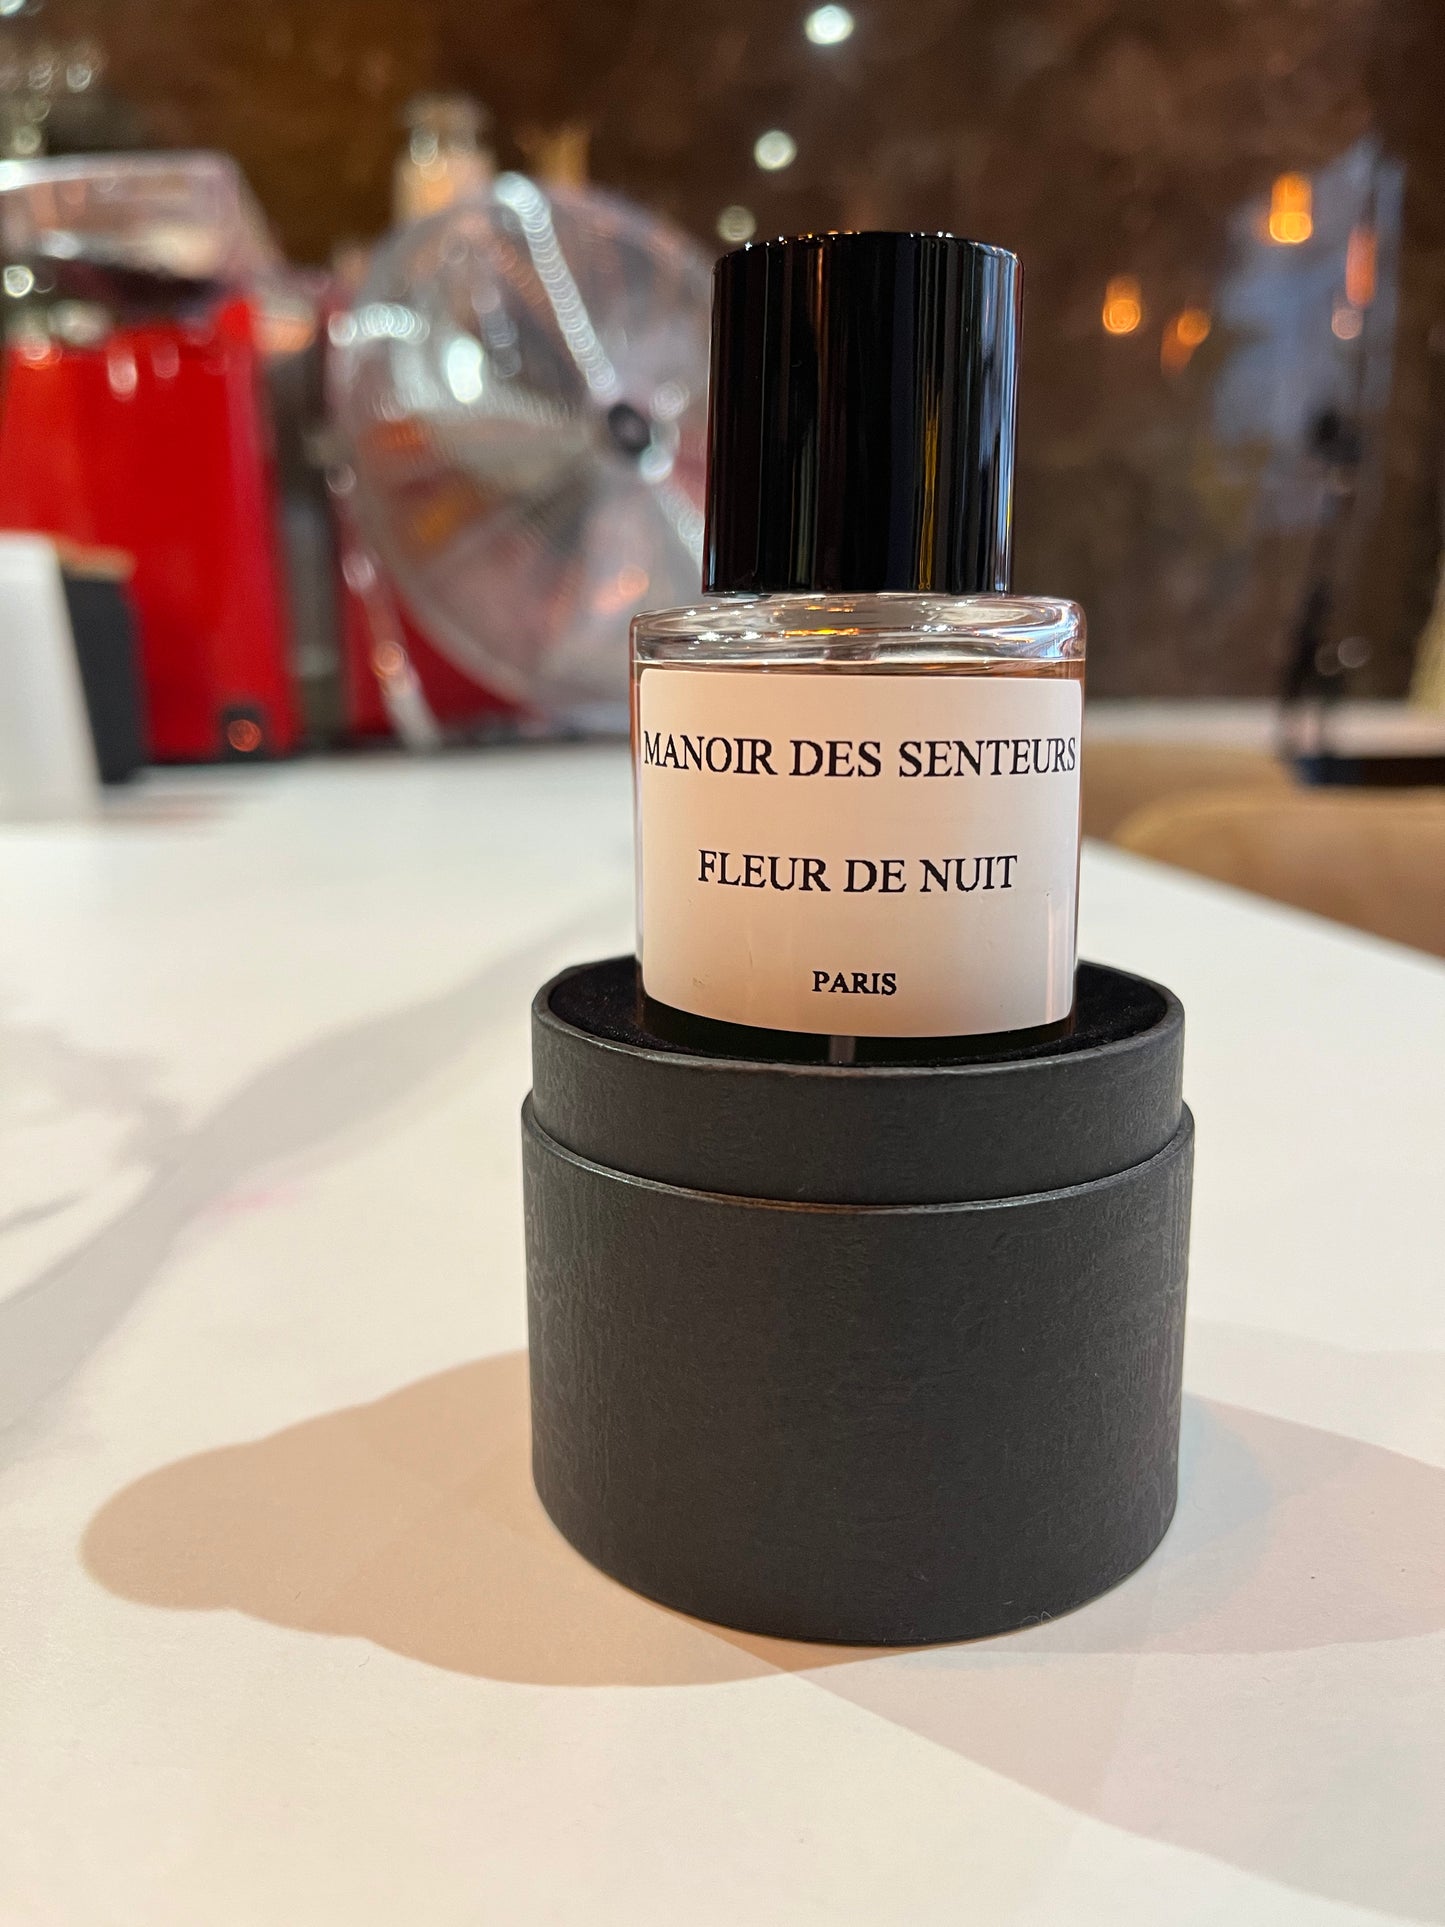 MANOIR DES SENTEURS
FLEUR DE NUIT
PARIS